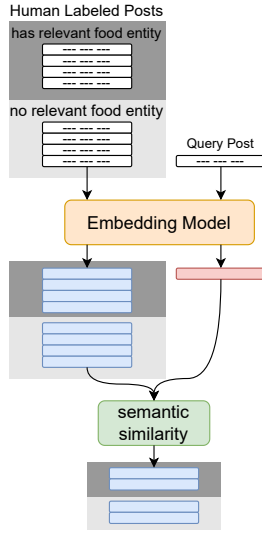 Human Labeled Posts
has relevant food entity
--- --- ---
--- --- ---
--- --- ---
--- --- ---
no relevant food entity
--- --- ---
--- --- ---
--- --- ---
--- --- ---
Query Post
--- --- ---
Embedding Model
semantic
similarity